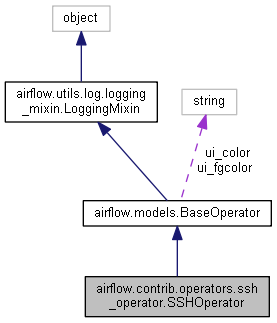 object
airflow.utils.log.logging
_mixin.LoggingMixin
string
ui_color
ui_fgcolor
airflow.models.BaseOperator
airflow.contrib.operators.ssh
_operator.SSHOperator